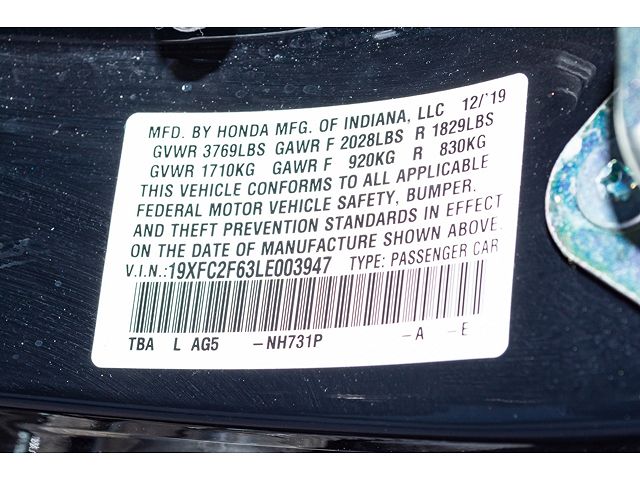 MFD. BY HONDA MFG. OF INDIANA, LLC 12/'19
GVWR 3769LBS GAWR F 2028LBS R 1829LBS
GVWR 1710KG GAWR F 920KG R 830KG
THIS VEHICLE CONFORMS TO ALL APPLICABLE
FEDERAL MOTOR VEHICLE SAFETY, BUMPER,
AND THEFT PREVENTION STANDARDS IN EFFECT
ON THE DATE OF MANUFACTURE SHOWN ABOVE.
V.I.N.:19XFC2F63LE003947 TYPE: PASSENGER CAR
TBA L AG5 -NH731P -A -E